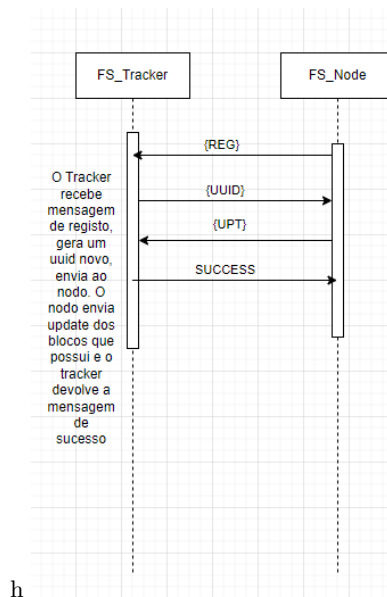 FS_Tracker
FS_Node
{REG}
{UUID}
{UPT}
SUCCESS
O Tracker
recebe
mensagem
de registo,
gera um
uuid novo,
envia ao
nodo. O
nodo envia
update dos
blocos que
possui e o
tracker
devolve a
mensagem
de
sucesso
h